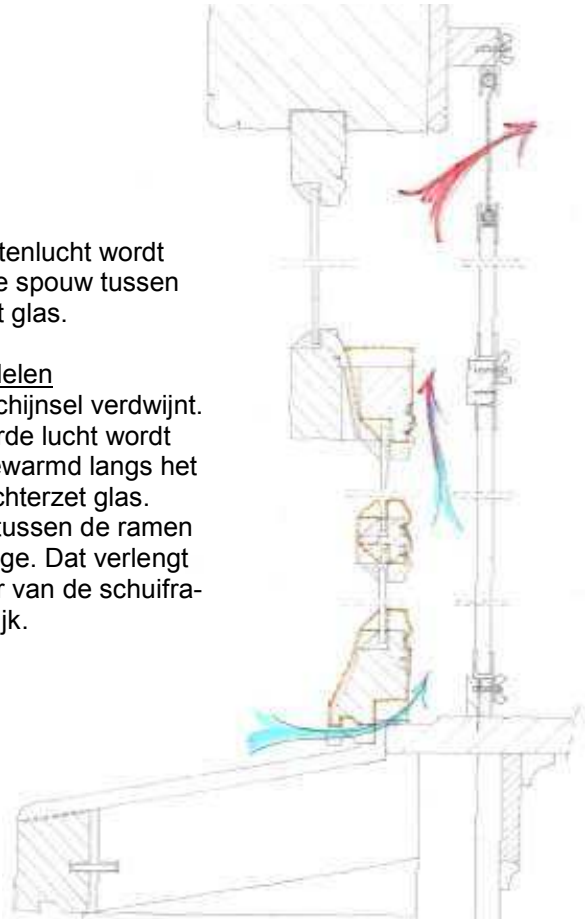 tenlucht wordt
e spouw tussen
t glas.
delen
chijnsel verdwijnt.
rde lucht wordt
ewarmd langs het
chterzet glas.
tussen de ramen
ge. Dat verlengt
r van de schuifra-
jk.